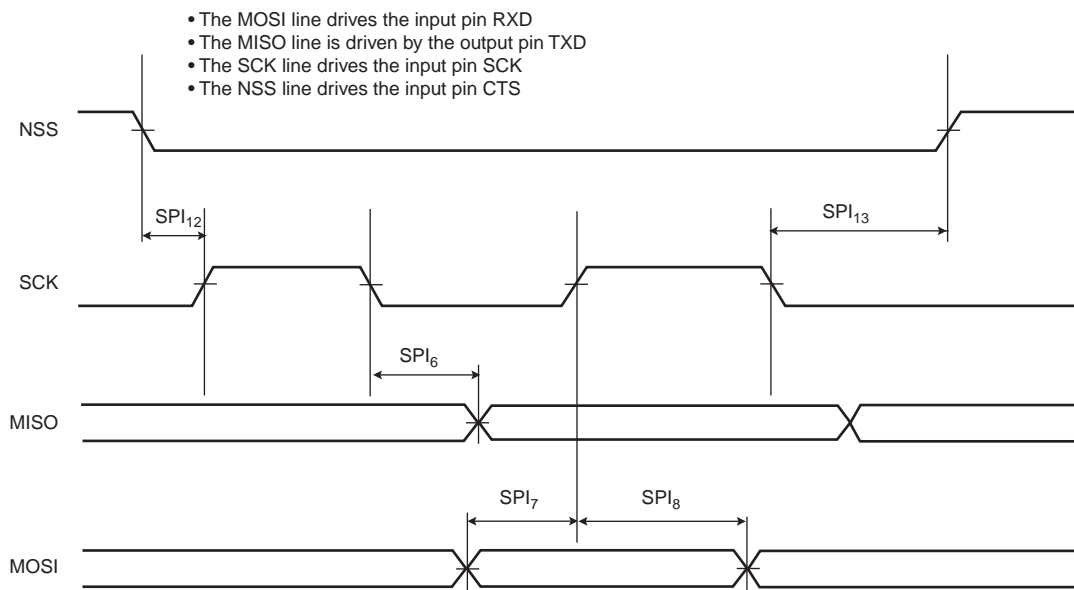 • The MOSI line drives the input pin RXD
• The MISO line is driven by the output pin TXD
• The SCK line drives the input pin SCK
• The NSS line drives the input pin CTS
NSS
SPI12
SPI13
SCK
SPI6
MISO
SPI7
SPI8
MOSI